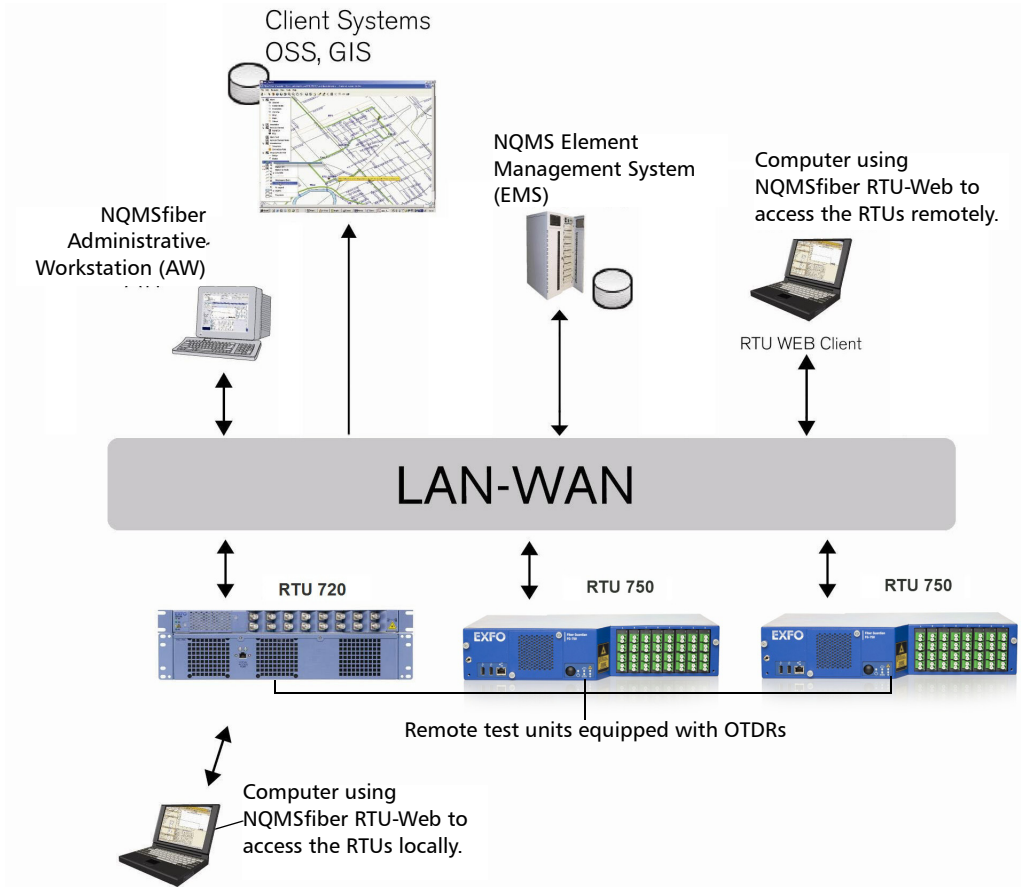 Client Systems
OSS, GIS
NQMS Element
Management System
(EMS)
Computer using
NQMSfiber RTU-Web to
access the RTUs remotely.
NQMSfiber
Administrative
Workstation (AW)
RTU WEB Client
LAN-WAN
RTU 720
RTU 750
RTU 750
EXFO
EXFO
EXFO
Remote test units equipped with OTDRs
Computer using
NQMSfiber RTU-Web to
access the RTUs locally.